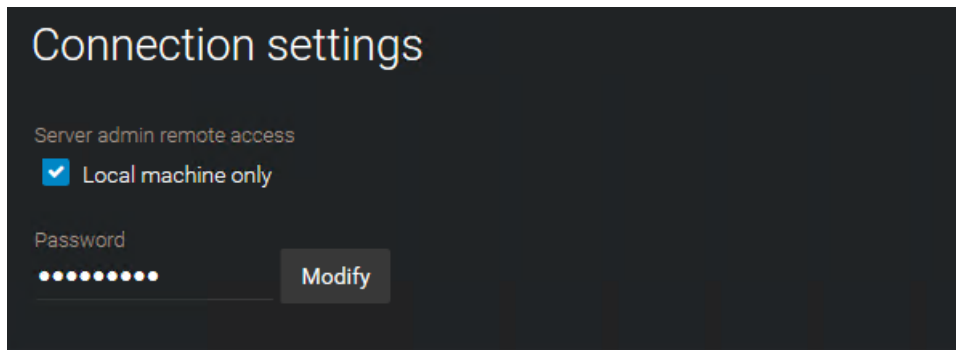 Connection settings
Server admin remote access
Local machine only
Password
•••••••••
Modify